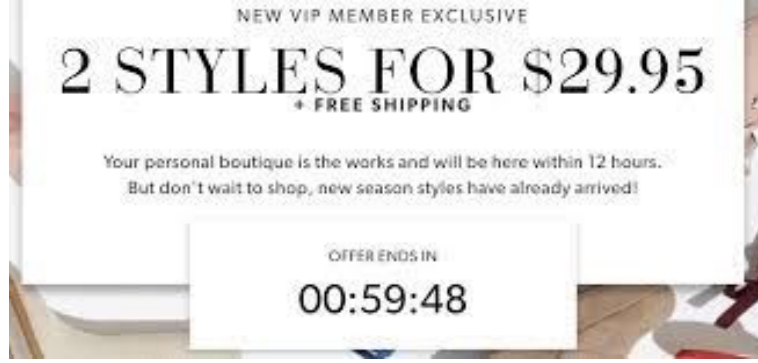 NEW VIP MEMBER EXCLUSIVE
2 STYLES FOR $29.95
+ FREE SHIPPING
Your personal boutique is the works and will be here within 12 hours.
But don't wait to shop, new season styles have already arrived!
OFFER ENDS IN
00:59:48